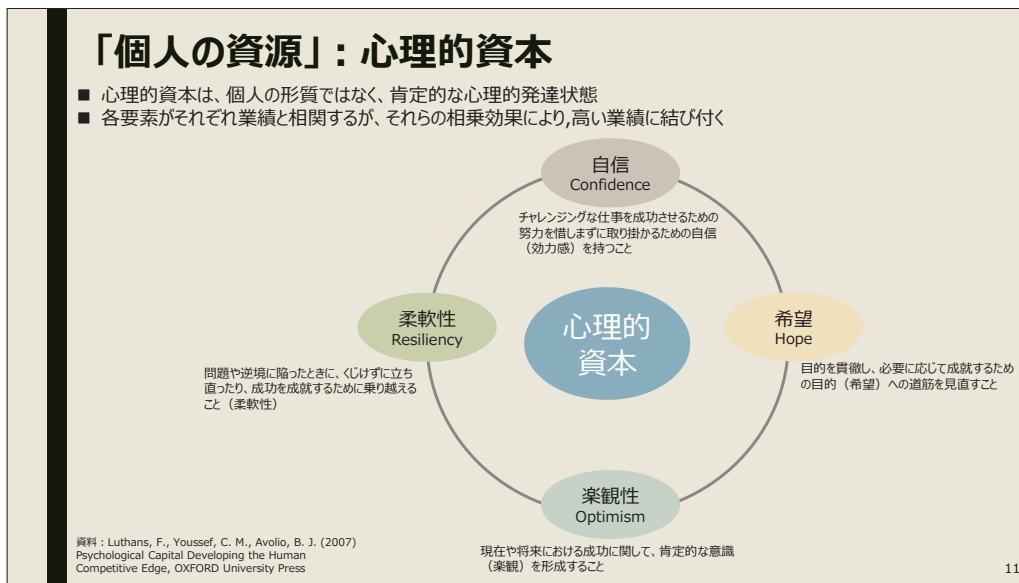 「個人の資源」：心理的資本
■ 心理的資本は、個人の形質ではなく、肯定的な心理的発達状態
■ 各要素がそれぞれ業績と相関するが、それらの相乗効果により,高い業績に結び付く
自信
Confidence
チャレンジングな仕事を成功させるための
努力を惜しまずに取り掛かるための自信
（効力感）を持つこと
柔軟性
Resiliency
問題や逆境に陥ったときに、くじけずに立ち
直ったり、成功を成就するために乗り越える
こと（柔軟性）
心理的
資本
希望
Hope
目的を貫徹し、必要に応じて成就するため
の目的（希望）への道筋を見直すこと
楽観性
Optimism
現在や将来における成功に関して、肯定的な意識
（楽観）を形成すること
資料：Luthans, F., Youssef, C. M., Avolio, B. J. (2007)
Psychological Capital Developing the Human
Competitive Edge, OXFORD University Press
11